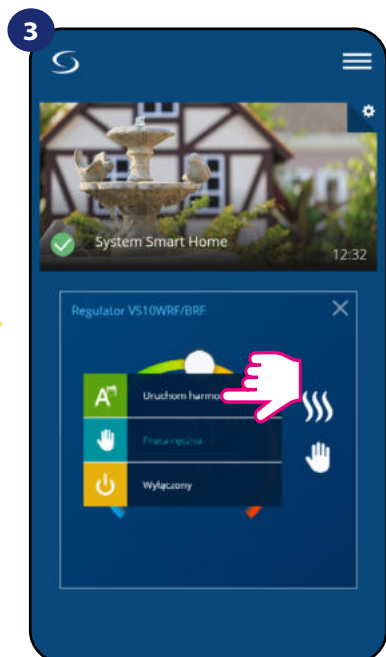 3
System Smart Home
12:32
Regulator VS10WRF/BRF
Uruchom harmo
Praca ręczna
Wyłączony